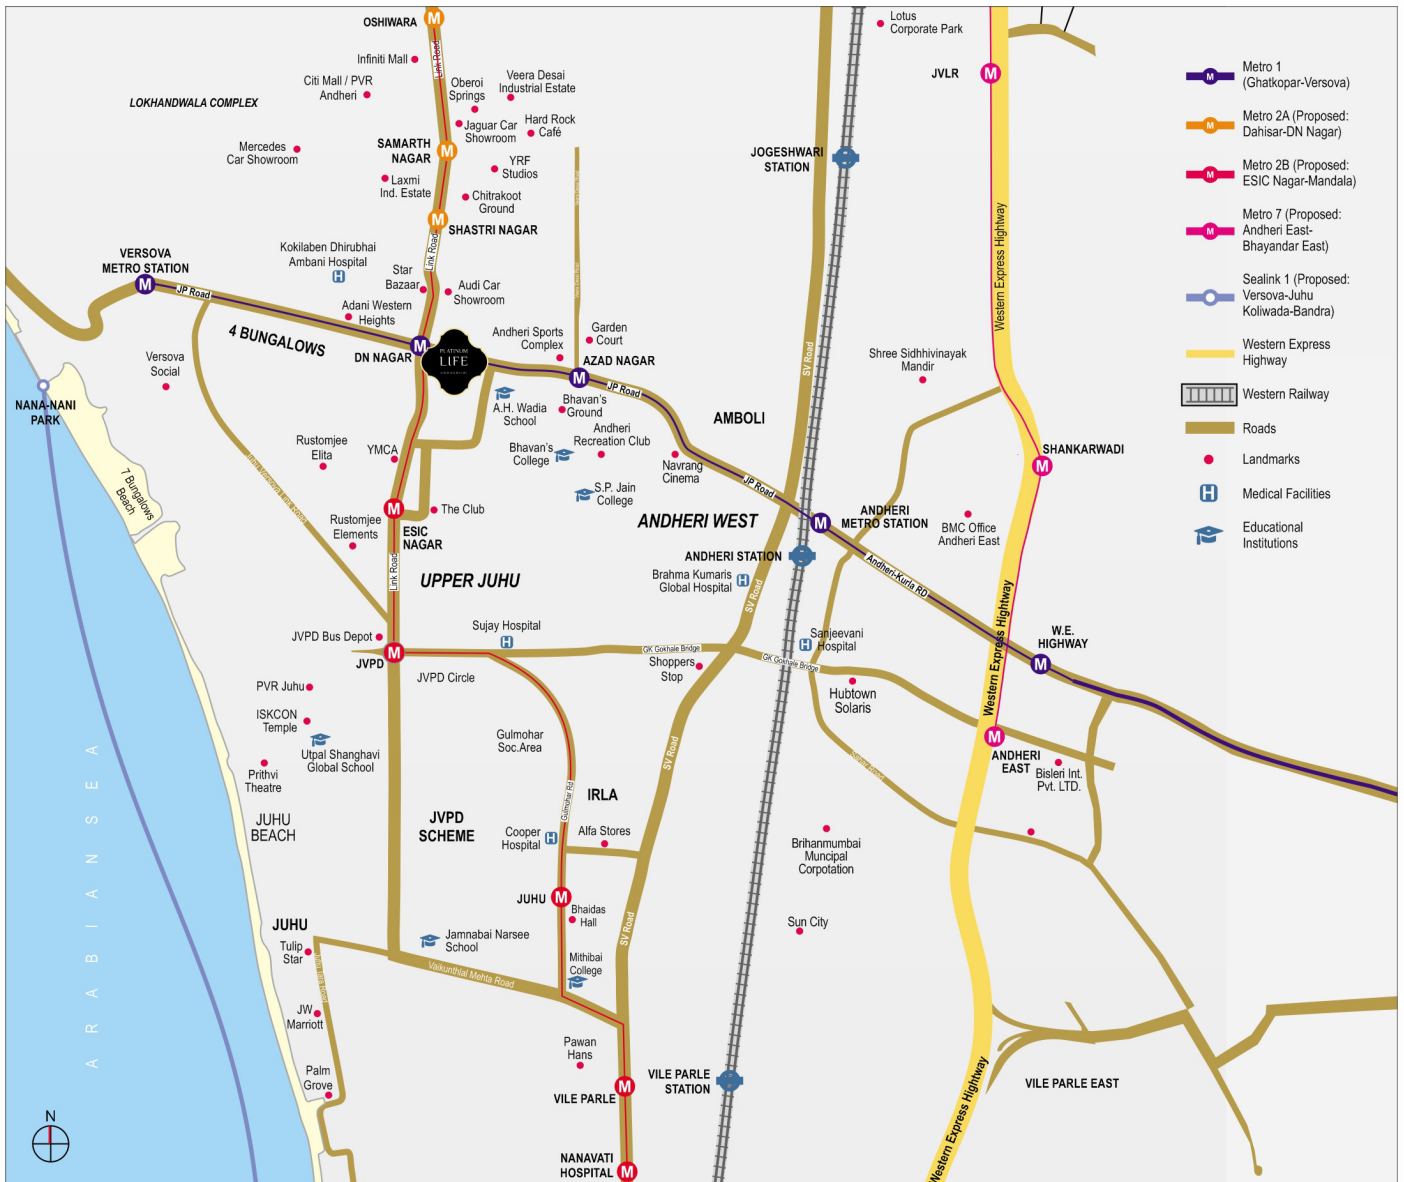 OSHIWARA
M
Link Road
Infiniti Mall
Citi Mall / PVR
Andheri
LOKHANDWALA COMPLEX
Oberoi
Springs
Veera Desai
Industrial Estate
Jaguar Car
Showroom
Hard Rock
Café
SAMARTH
NAGAR
M
Mercedes
Car Showroom
YRF
Studios
Laxmi
Ind. Estate
Chitrakoot
Ground
M
SHASTRI NAGAR
Link Road
Kokilaben Dhirubhai
Ambani Hospital
H
VERSOVA
METRO STATION
M
JP Road
Star
Bazaar
Audi Car
Showroom
Adani Western
Heights
4 BUNGALOWS
DN NAGAR
M
PLATINUM
LIFE
Andheri Sports
Complex
Garden
Court
AZAD NAGAR
M
JP Road
Versova
Social
NANA-NANI
PARK
A.H. Wadia
School
Bhavan's
Ground
Andheri
Recreation Club
Bhavan's
College
S.P. Jain
College
Navrang
Cinema
AMBOLI
JP Road
Rustomjee
Elita
YMCA
Juhu Versova Link Road
7 Bungalows
Beach
M
The Club
ESIC
NAGAR
Rustomjee
Elements
Link Road
UPPER JUHU
ANDHERI WEST
ANDHERI STATION
Brahma Kumaris
Global Hospital
H
SV Road
SV Road
JVPD Bus Depot
M
JVPD
JVPD Circle
Sujay Hospital
H
GK Gokhale Bridge
GK Gokhale Bridge
Shoppers
Stop
Sanjeevani
Hospital
H
Hubtown
Solaris
PVR Juhu
ISKCON
Temple
Utpal Shanghavi
Global School
Prithvi
Theatre
JUHU
BEACH
Gulmohar
Soc.Area
SV Road
Gulmohar Rd
IRLA
JVPD
SCHEME
Cooper
Hospital
H
Alfa Stores
JUHU
M
Bhaidas
Hall
SV Road
JUHU
Tulip
Star
Jamnabai Narsee
School
Mithibai
College
Vaikunthlal Mehta Road
JW
Marriott
Palm
Grove
Pawan
Hans
VILE PARLE
M
VILE PARLE
STATION
NANAVATI
HOSPITAL
M
ARABIAN SEA
N
Lotus
Corporate Park
JVLR
M
JOGESHWARI
STATION
Western Express Highway
Shree Sidhhivinayak
Mandir
SHANKARWADI
M
ANDHERI
METRO STATION
M
BMC Office
Andheri East
Andheri-Kurla RD
Western Express Highway
W.E.
HIGHWAY
M
M
ANDHERI
EAST
Bisleri Int.
Pvt. LTD.
Sahar Road
Brihanmumbai
Muncipal
Corpotation
Sun City
Western Express Highway
VILE PARLE EAST
M
Metro 1
(Ghatkopar-Versova)
M
Metro 2A (Proposed:
Dahisar-DN Nagar)
M
Metro 2B (Proposed:
ESIC Nagar-Mandala)
M
Metro 7 (Proposed:
Andheri East-
Bhayandar East)
Sealink 1 (Proposed:
Versova-Juhu
Koliwada-Bandra)
Western Express
Highway
Western Railway
Roads
Landmarks
H
Medical Facilities
Educational
Institutions